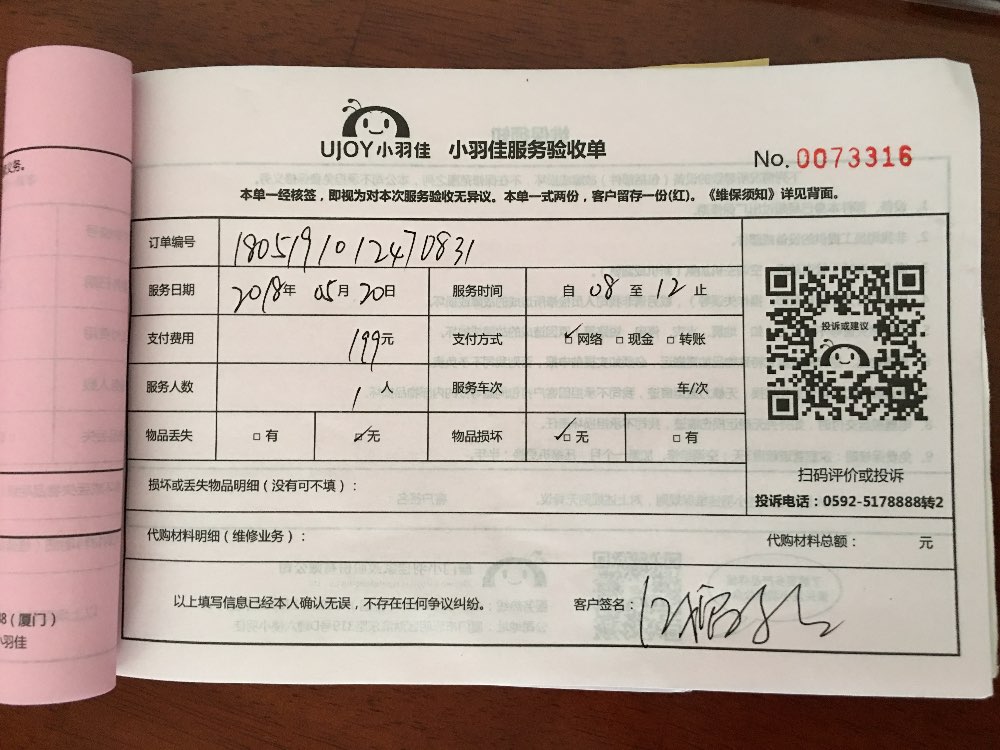 UJOY小羽佳 小羽佳服务验收单
No. 0073316
本单一经核签，即视为对本次服务验收无异议。本单一式两份，客户留存一份(红)。《维保须知》详见背面。
订单编号 1805191012470831
服务日期 2018年 05月 20日 服务时间 自 08 至 12 止
支付费用 199元 支付方式 ☑网络 □现金 □转账
服务人数 1 人 服务车次 车/次
物品丢失 □有 ☑无 物品损坏 ☑无 □有
投诉或建议
扫码评价或投诉
投诉电话：0592-5178888转2
损坏或丢失物品明细（没有可不填）：
代购材料明细（维修业务）： 代购材料总额： 元
以上填写信息已经本人确认无误，不存在任何争议纠纷。 客户签名：
（厦门）
小羽佳